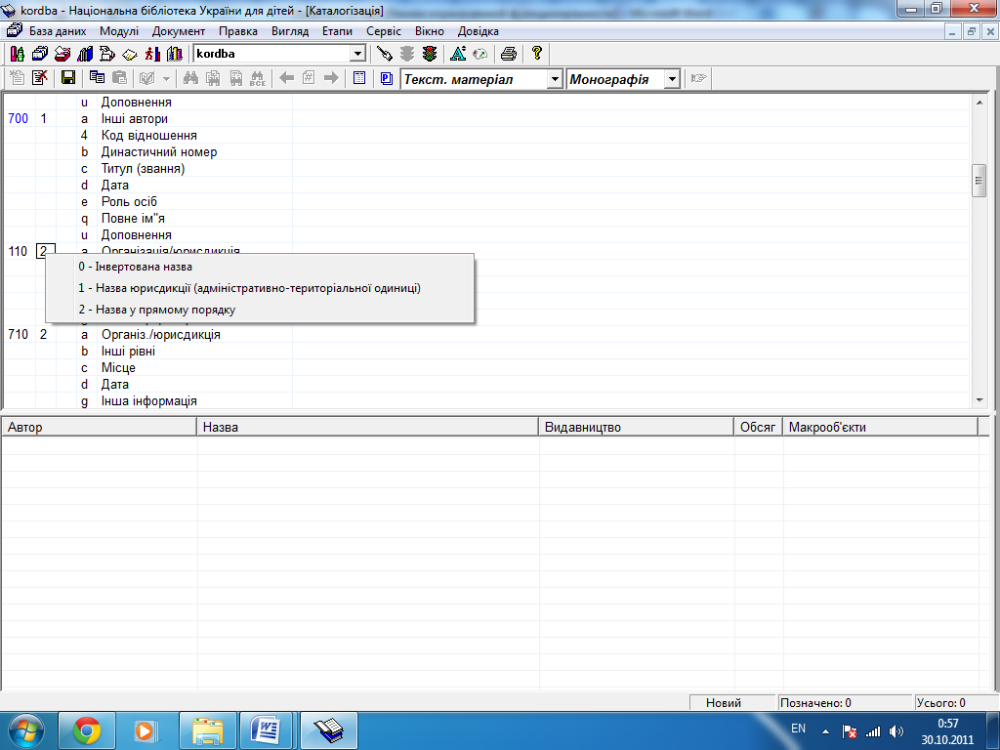 kordba - Національна бібліотека України для дітей - [Каталогізація]
База даних Модулі Документ Правка Вигляд Етапи Сервіс Вікно Довідка
kordba
ВСЕ
Текст. матеріал
Монографія
u Доповнення
700 1 a Інші автори
4 Код відношення
b Династичний номер
c Титул (звання)
d Дата
e Роль осіб
q Повне ім"я
u Доповнення
110 2 a Організація/юрисдикція
0 - Інвертована назва
1 - Назва юрисдикції (адміністративно-територіальної одиниці)
2 - Назва у прямому порядку
710 2 a Організ./юрисдикція
b Інші рівні
c Місце
d Дата
g Інша інформація
Автор Назва Видавництво Обсяг Макрооб'єкти
Новий Позначено: 0 Усього: 0
EN 0:57
30.10.2011